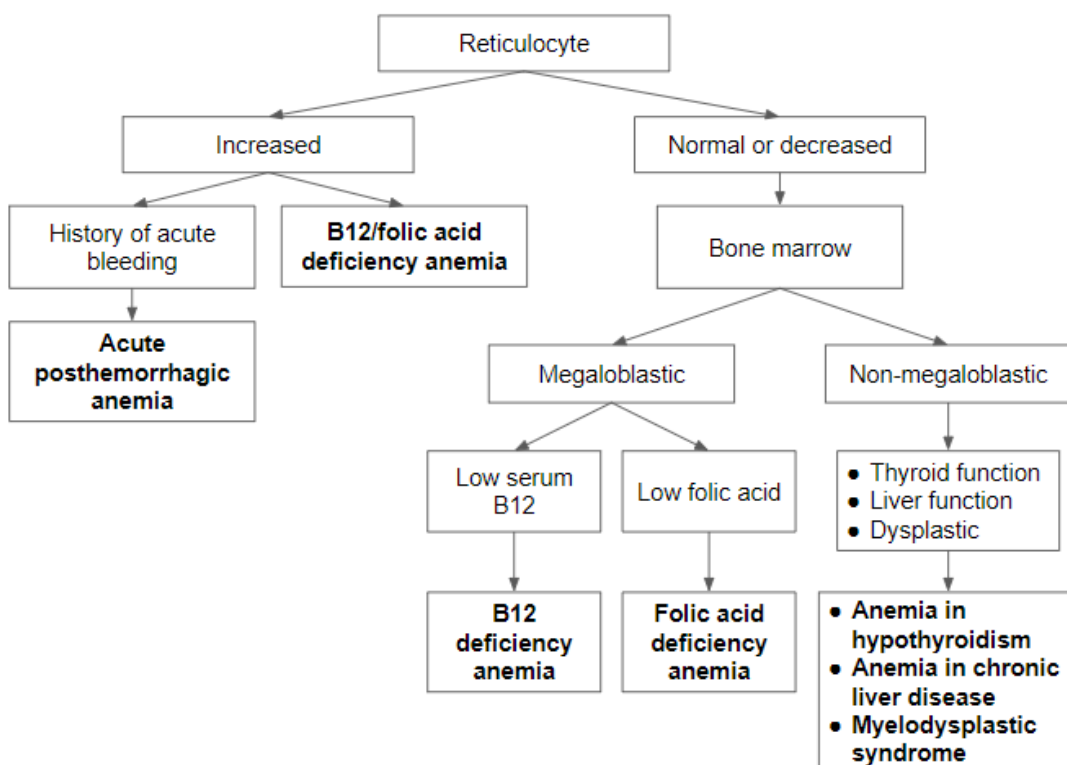 Reticulocyte
Increased
Normal or decreased
History of acute
bleeding
B12/folic acid
deficiency anemia
Bone marrow
Acute
posthemorrhagic
anemia
Megaloblastic
Non-megaloblastic
Low serum
B12
Low folic acid
● Thyroid function
● Liver function
● Dysplastic
B12
deficiency
anemia
Folic acid
deficiency
anemia
● Anemia in
hypothyroidism
● Anemia in chronic
liver disease
● Myelodysplastic
syndrome